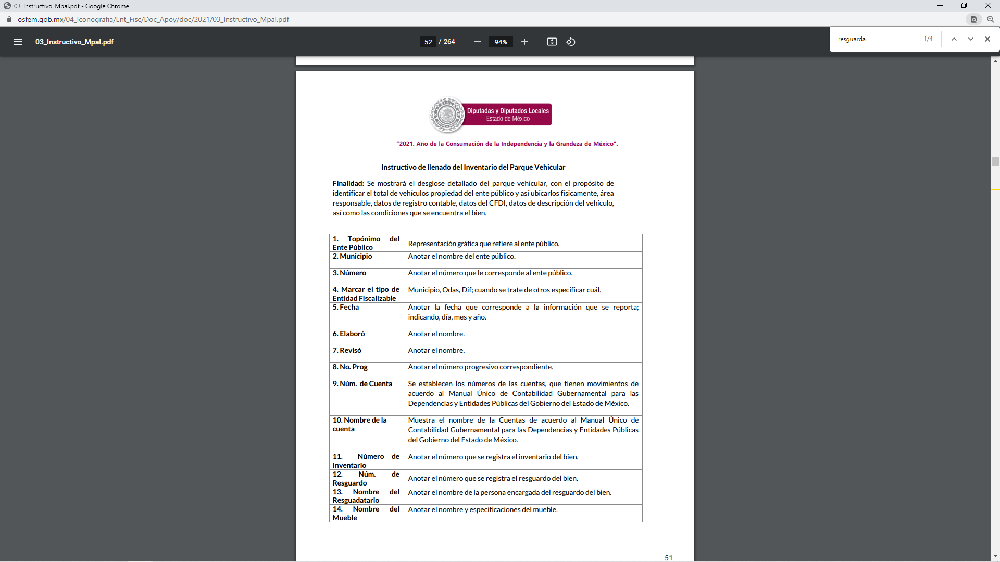 03_Instructivo_Mpal.pdf - Google Chrome
osfem.gob.mx/04_Iconografia/Ent_Fisc/Doc_Apoy/doc/2021/03_Instructivo_Mpal.pdf
03_Instructivo_Mpal.pdf
52 / 264
94%
resguarda 1/4
Diputadas y Diputados Locales
Estado de México
“2021. Año de la Consumación de la Independencia y la Grandeza de México”.
Instructivo de llenado del Inventario del Parque Vehicular
Finalidad: Se mostrará el desglose detallado del parque vehicular, con el propósito de
identificar el total de vehículos propiedad del ente público y así ubicarlos físicamente, área
responsable, datos de registro contable, datos del CFDI, datos de descripción del vehículo,
así como las condiciones que se encuentra el bien.
1. Topónimo del
Ente Público
Representación gráfica que refiere al ente público.
2. Municipio
Anotar el nombre del ente público.
3. Número
Anotar el número que le corresponde al ente público.
4. Marcar el tipo de
Entidad Fiscalizable
Municipio, Odas, Dif; cuando se trate de otros especificar cuál.
5. Fecha
Anotar la fecha que corresponde a la información que se reporta;
indicando, día, mes y año.
6. Elaboró
Anotar el nombre.
7. Revisó
Anotar el nombre.
8. No. Prog
Anotar el número progresivo correspondiente.
9. Núm. de Cuenta
Se establecen los números de las cuentas, que tienen movimientos de
acuerdo al Manual Único de Contabilidad Gubernamental para las
Dependencias y Entidades Públicas del Gobierno del Estado de México.
10. Nombre de la
cuenta
Muestra el nombre de la Cuentas de acuerdo al Manual Único de
Contabilidad Gubernamental para las Dependencias y Entidades Públicas
del Gobierno del Estado de México.
11. Número de
Inventario
Anotar el número que se registra el inventario del bien.
12. Núm. de
Resguardo
Anotar el número que se registra el resguardo del bien.
13. Nombre del
Resguadatario
Anotar el nombre de la persona encargada del resguardo del bien.
14. Nombre del
Mueble
Anotar el nombre y especificaciones del mueble.
51